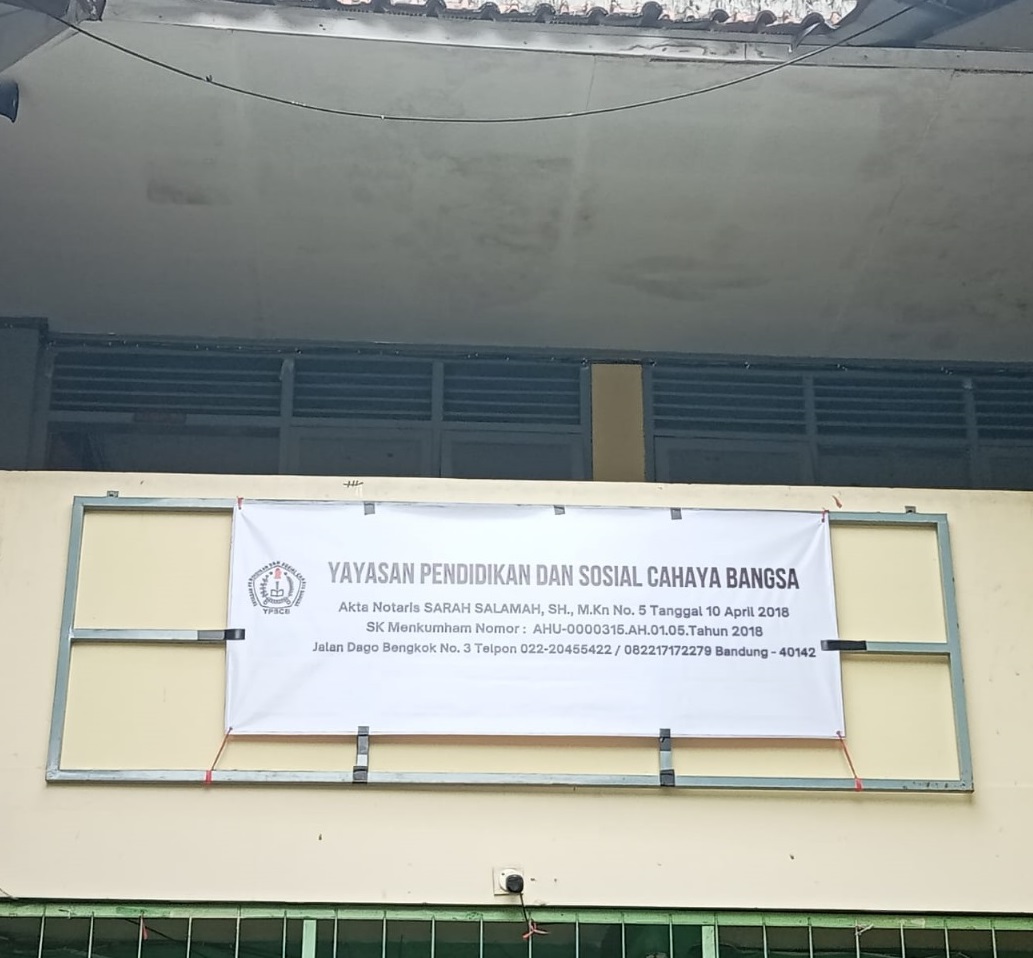 YAYASAN PENDIDIKAN DAN SOSIAL CAHAYA BANGSA
Akta Notaris SARAH SALAMAH, SH., M.Kn No. 5 Tanggal 10 April 2018
SK Menkumham Nomor : AHU-0000315.AH.01.05.Tahun 2018
Jalan Dago Bengkok No. 3 Telpon 022-20455422 / 082217172279 Bandung - 40142
YPSCB